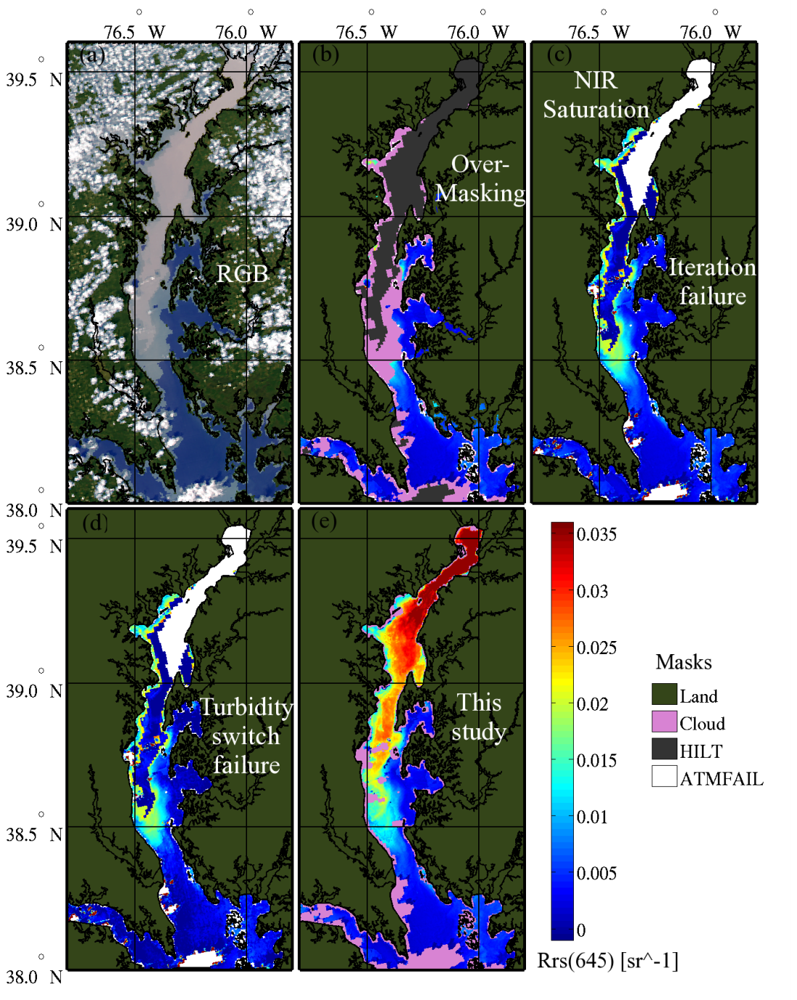 76.5 °W 76.0 °W 76.5 °W 76.0 °W 76.5 °W 76.0 °W
(a) (b) (c)
39.5 °N
NIR
Saturation
Over-
Masking
39.0 °N
RGB
Iteration
failure
38.5 °N
38.0 °N
(d) (e)
39.5 °N
0.035
0.03
0.025
Masks
39.0 °N
Turbidity
switch
failure
This
study
0.02
Land
Cloud
HILT
0.015
ATMFAIL
0.01
38.5 °N
0.005
0
Rrs(645) [sr^-1]
38.0 °N